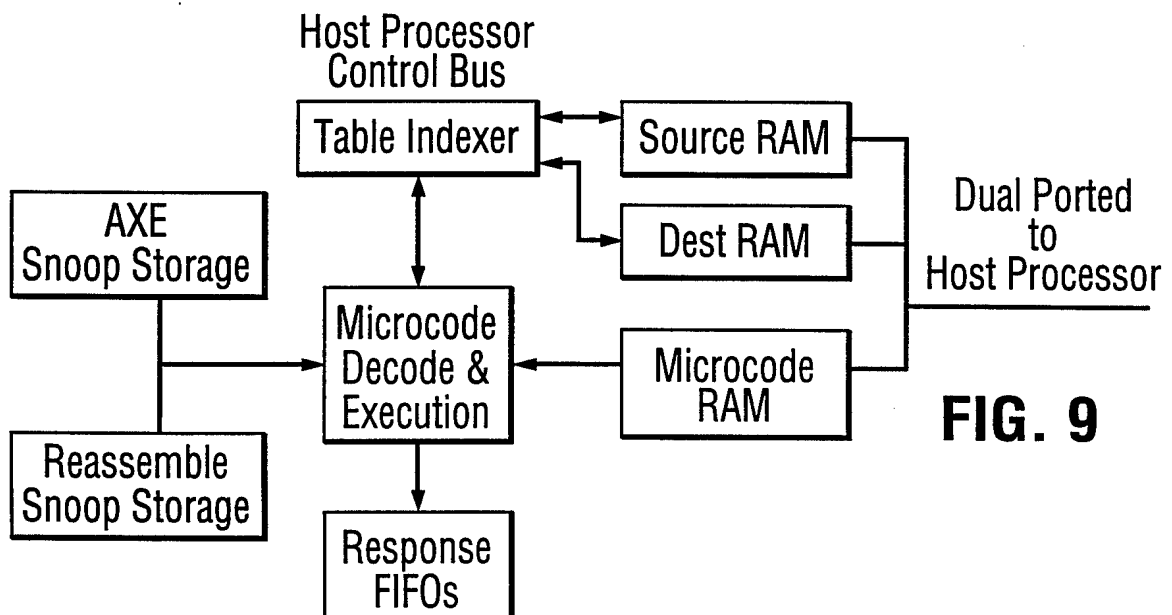 Host Processor
Control Bus
Table Indexer
Source RAM
AXE
Snoop Storage
Dest RAM
Dual Ported
to
Host Processor
Microcode
Decode &
Execution
Microcode
RAM
FIG. 9
Reassemble
Snoop Storage
Response
FIFOs